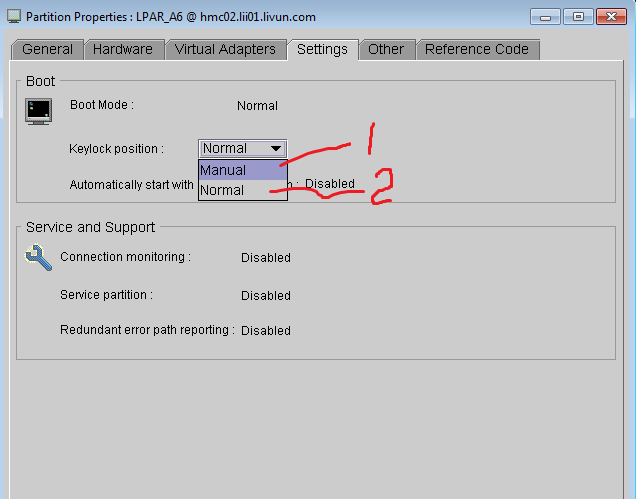 Partition Properties : LPAR_A6 @ hmc02.lii01.livun.com
General Hardware Virtual Adapters Settings Other Reference Code
Boot
Boot Mode : Normal
Keylock position : Normal 1
Manual
Automatically start with n : Disabled
Normal 2
Service and Support
Connection monitoring : Disabled
Service partition : Disabled
Redundant error path reporting : Disabled